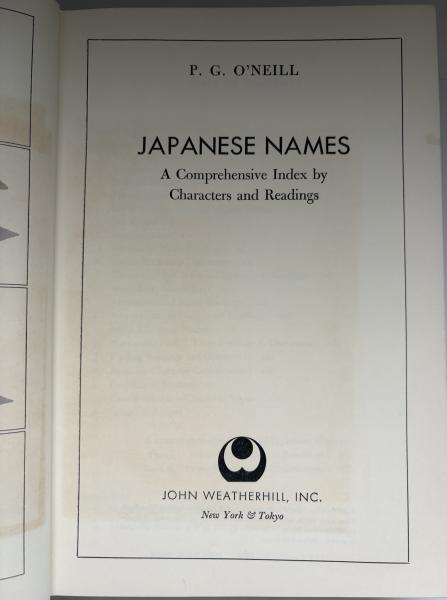 P. G. O'NEILL
JAPANESE NAMES
A Comprehensive Index by
Characters and Readings
JOHN WEATHERHILL, INC.
New York & Tokyo